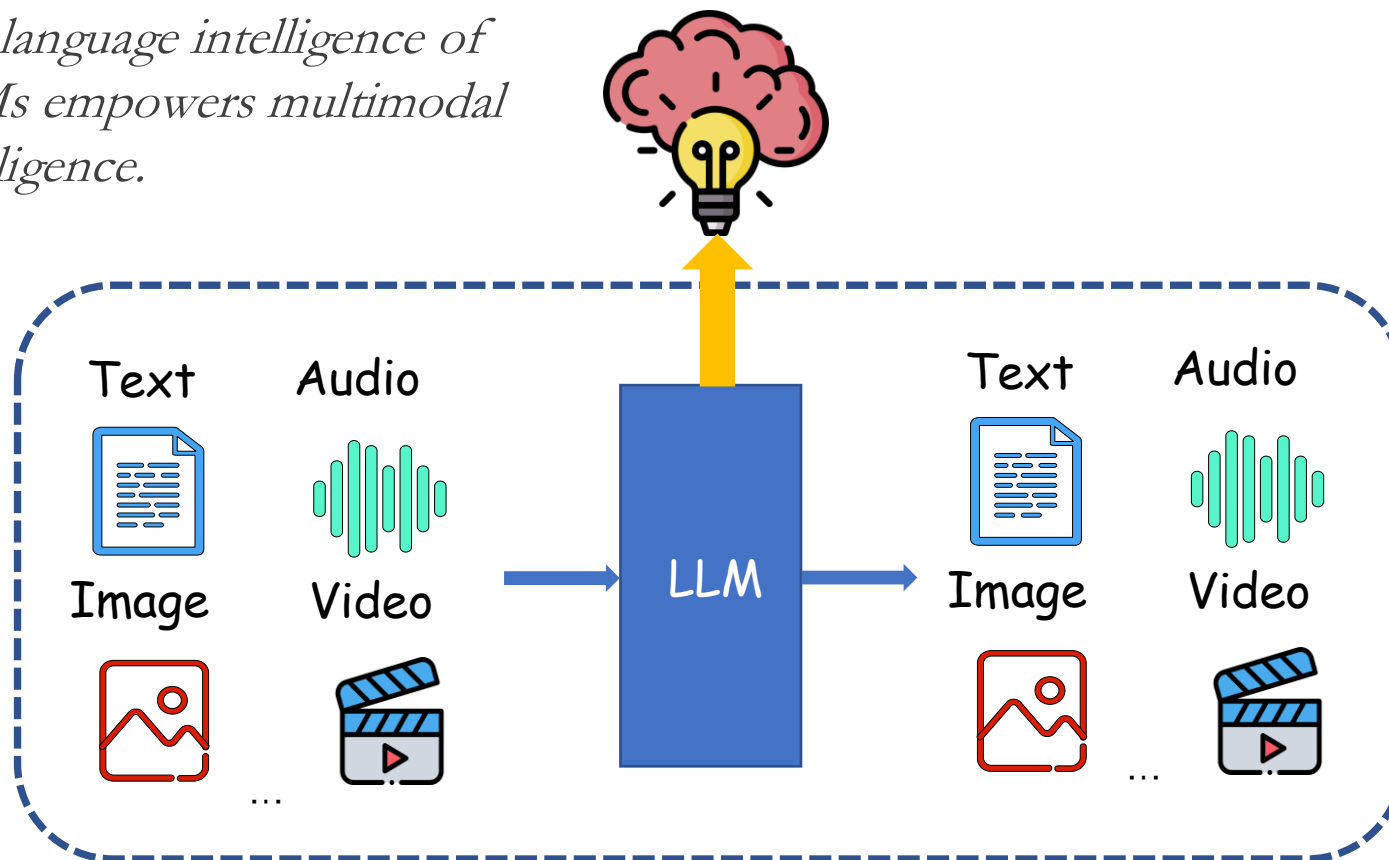 language intelligence of
Ms empowers multimodal
ligence.
Text Audio
Image Video
...
LLM
Text Audio
Image Video
...